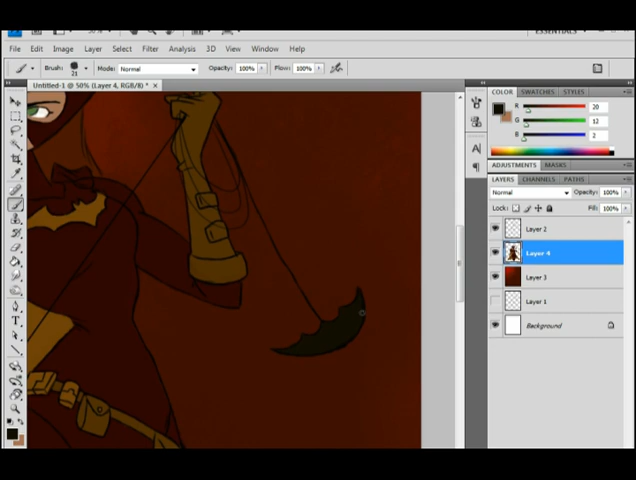 50%
ESSENTIALS
File Edit Image Layer Select Filter Analysis 3D View Window Help
Brush: 21 Mode: Normal Opacity: 100% Flow: 100%
Untitled-1 @ 50% (Layer 4, RGB/8) * ×
COLOR SWATCHES STYLES
R 20
G 12
B 2
ADJUSTMENTS MASKS
LAYERS CHANNELS PATHS
Normal Opacity: 100%
Lock: Fill: 100%
Layer 2
Layer 4
Layer 3
Layer 1
Background